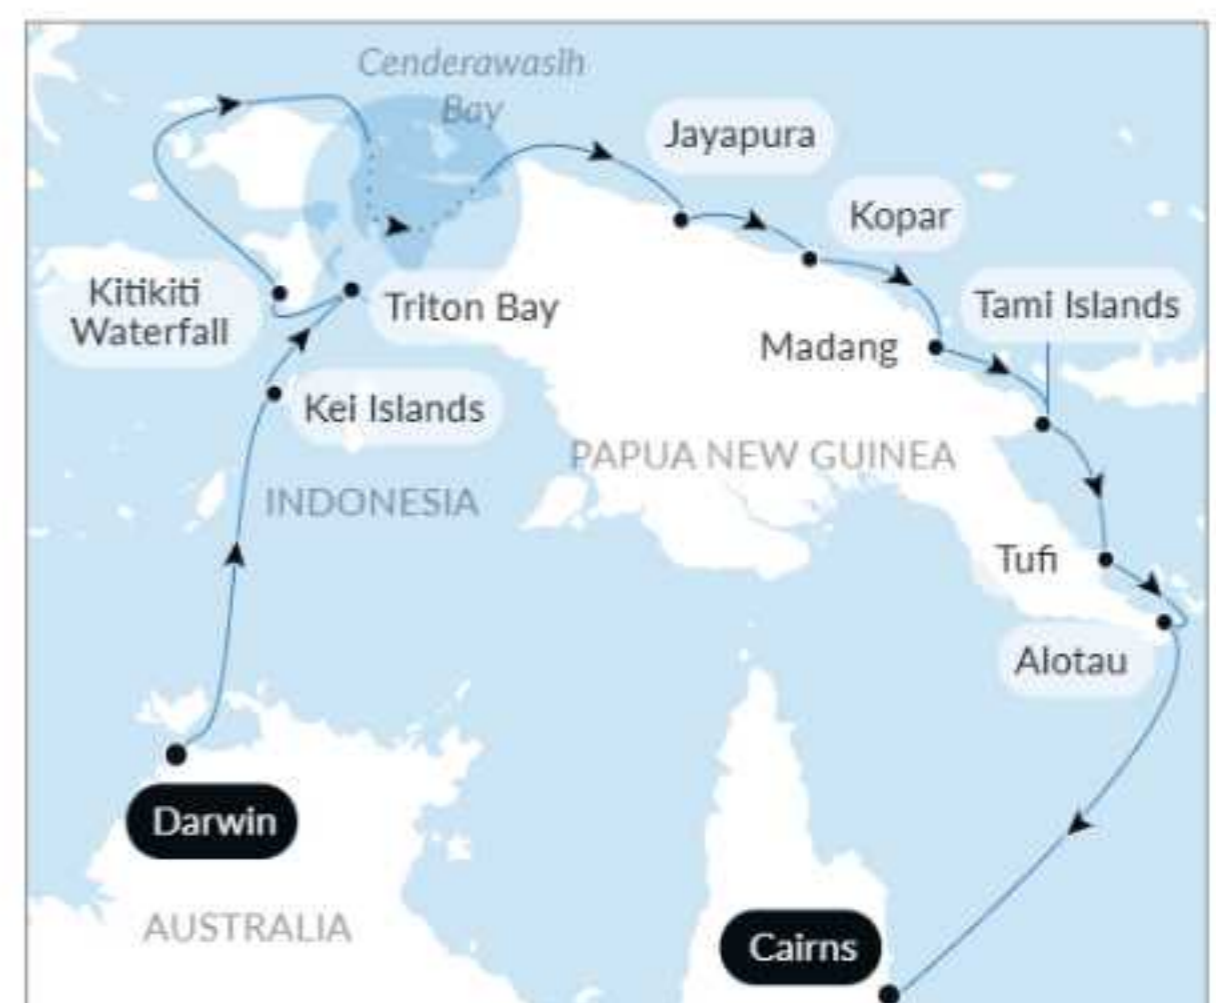 Cenderawasih
Bay
Jayapura
Kopar
Kitikiti
Waterfall
Triton Bay
Tami Islands
Madang
Kei Islands
PAPUA NEW GUINEA
INDONESIA
Tufi
Alotau
Darwin
AUSTRALIA
Cairns